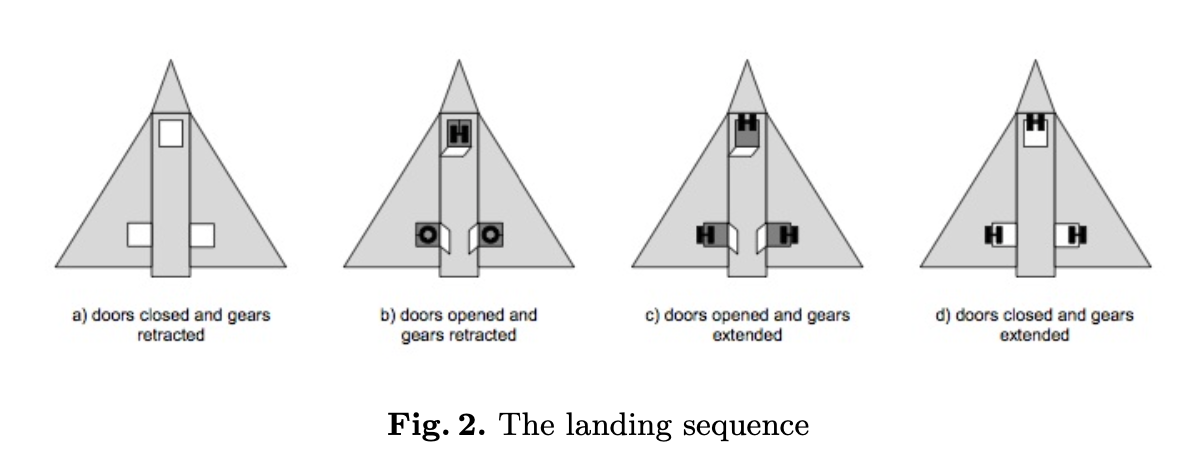 a) doors closed and gears
retracted
b) doors opened and
gears retracted
c) doors opened and gears
extended
d) doors closed and gears
extended
Fig. 2. The landing sequence